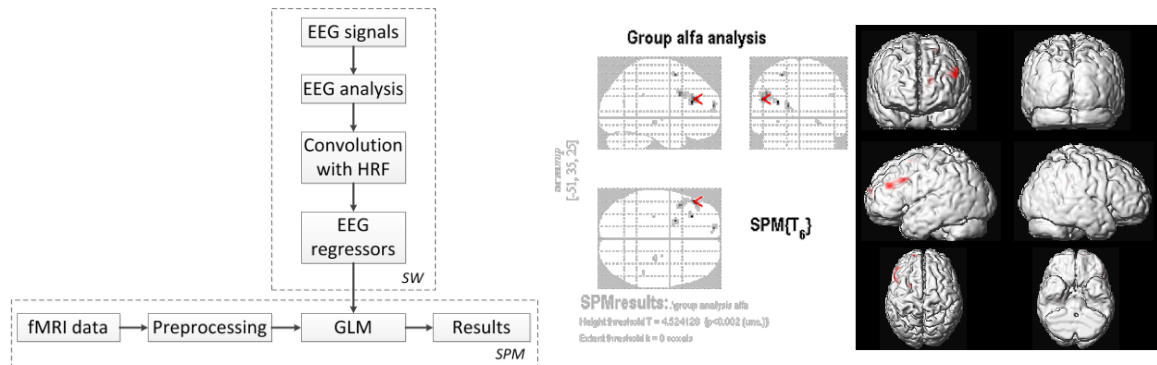 EEG signals
EEG analysis
Convolution
with HRF
EEG
regressors
SW
fMRI data
Preprocessing
GLM
Results
SPM
Group alfa analysis
[-51, 35, 25]
SPM{T6}
SPMresults: .\group analysis alfa
Height threshold T = 4.524128 {p<0.002 (unc.)}
Extent threshold k = 0 voxels